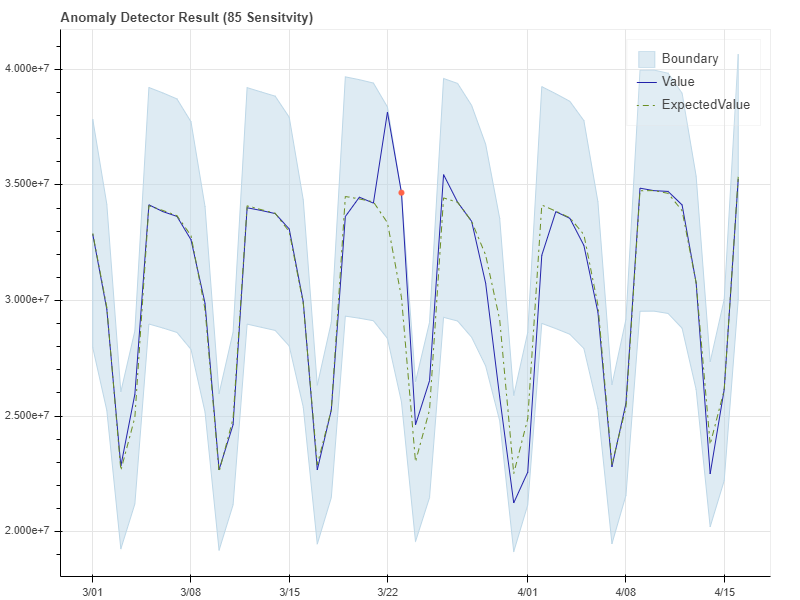 Anomaly Detector Result (85 Sensitvity)
Boundary
Value
ExpectedValue
4.000e+7
3.500e+7
3.000e+7
2.500e+7
2.000e+7
3/01 3/08 3/15 3/22 4/01 4/08 4/15